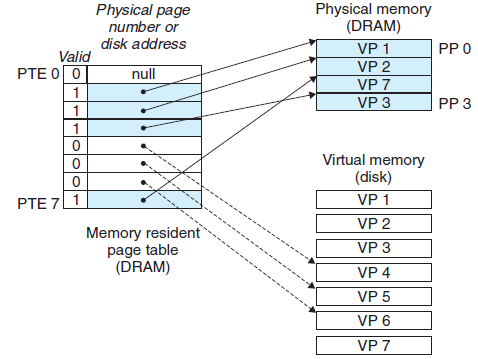 Physical page
number or
disk address
Valid
PTE 0
0
null
1
1
1
0
0
0
PTE 7
1
Memory resident
page table
(DRAM)
Physical memory
(DRAM)
VP 1
PP 0
VP 2
VP 7
VP 3
PP 3
Virtual memory
(disk)
VP 1
VP 2
VP 3
VP 4
VP 5
VP 6
VP 7